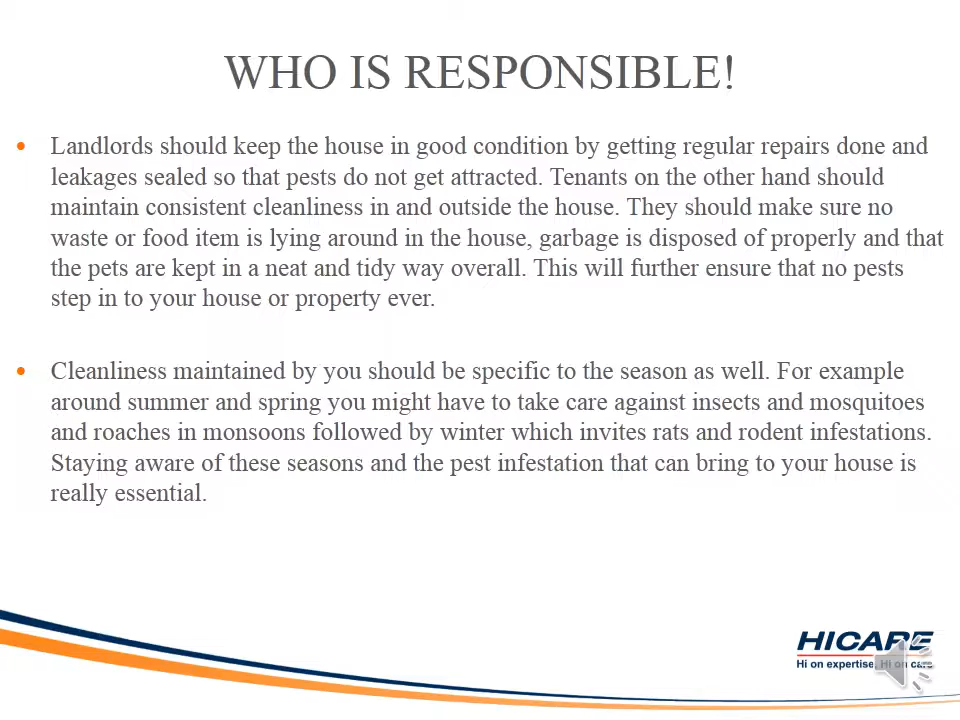 WHO IS RESPONSIBLE!
Landlords should keep the house in good condition by getting regular repairs done and
leakages sealed so that pests do not get attracted. Tenants on the other hand should
maintain consistent cleanliness in and outside the house. They should make sure no
waste or food item is lying around in the house, garbage is disposed of properly and that
the pets are kept in a neat and tidy way overall. This will further ensure that no pests
step in to your house or property ever.
Cleanliness maintained by you should be specific to the season as well. For example
around summer and spring you might have to take care against insects and mosquitoes
and roaches in monsoons followed by winter which invites rats and rodent infestations.
Staying aware of these seasons and the pest infestation that can bring to your house is
really essential.
HICARE
Hi on expertise. Hi on care